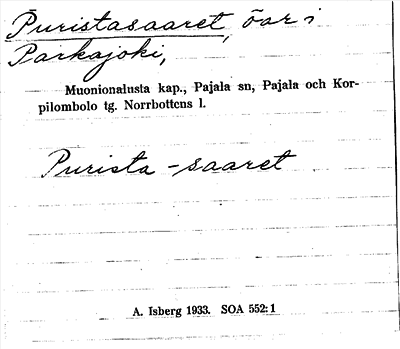 Puristasaaret, öar i
Parkajoki,
Muonionalusta kap., Pajala sn, Pajala och Kor-
pilombolo tg. Norrbottens l.
Purista -saaret
A. Isberg 1933. SOA 552:1